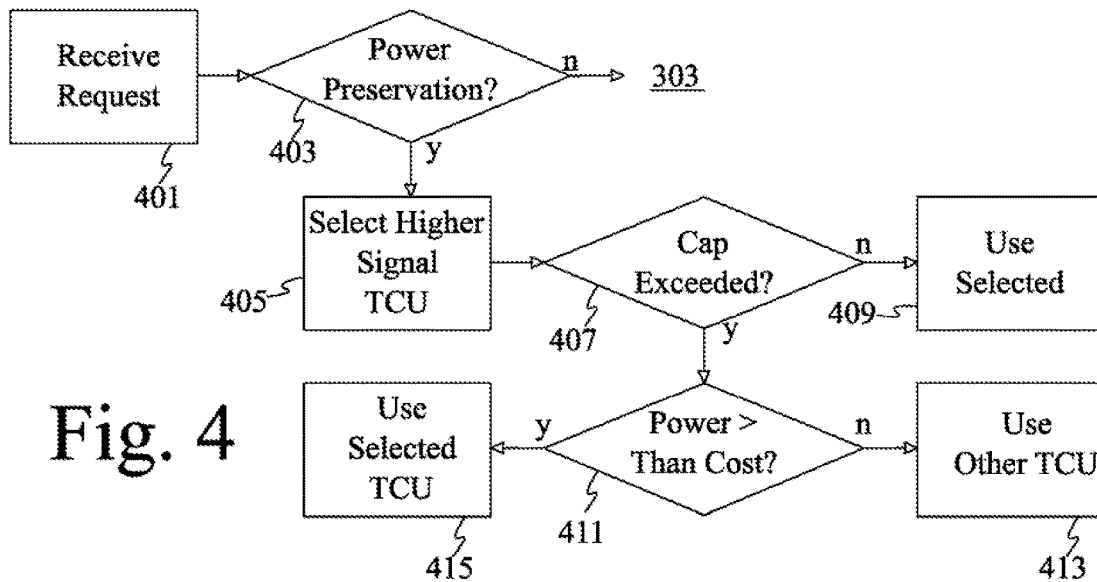 Receive
Request
401
Power
Preservation?
403
n
303
y
Select Higher
Signal
TCU
405
Cap
Exceeded?
407
n
Use
Selected
409
y
Fig. 4
Use
Selected
TCU
415
y
Power >
Than Cost?
411
n
Use
Other TCU
413